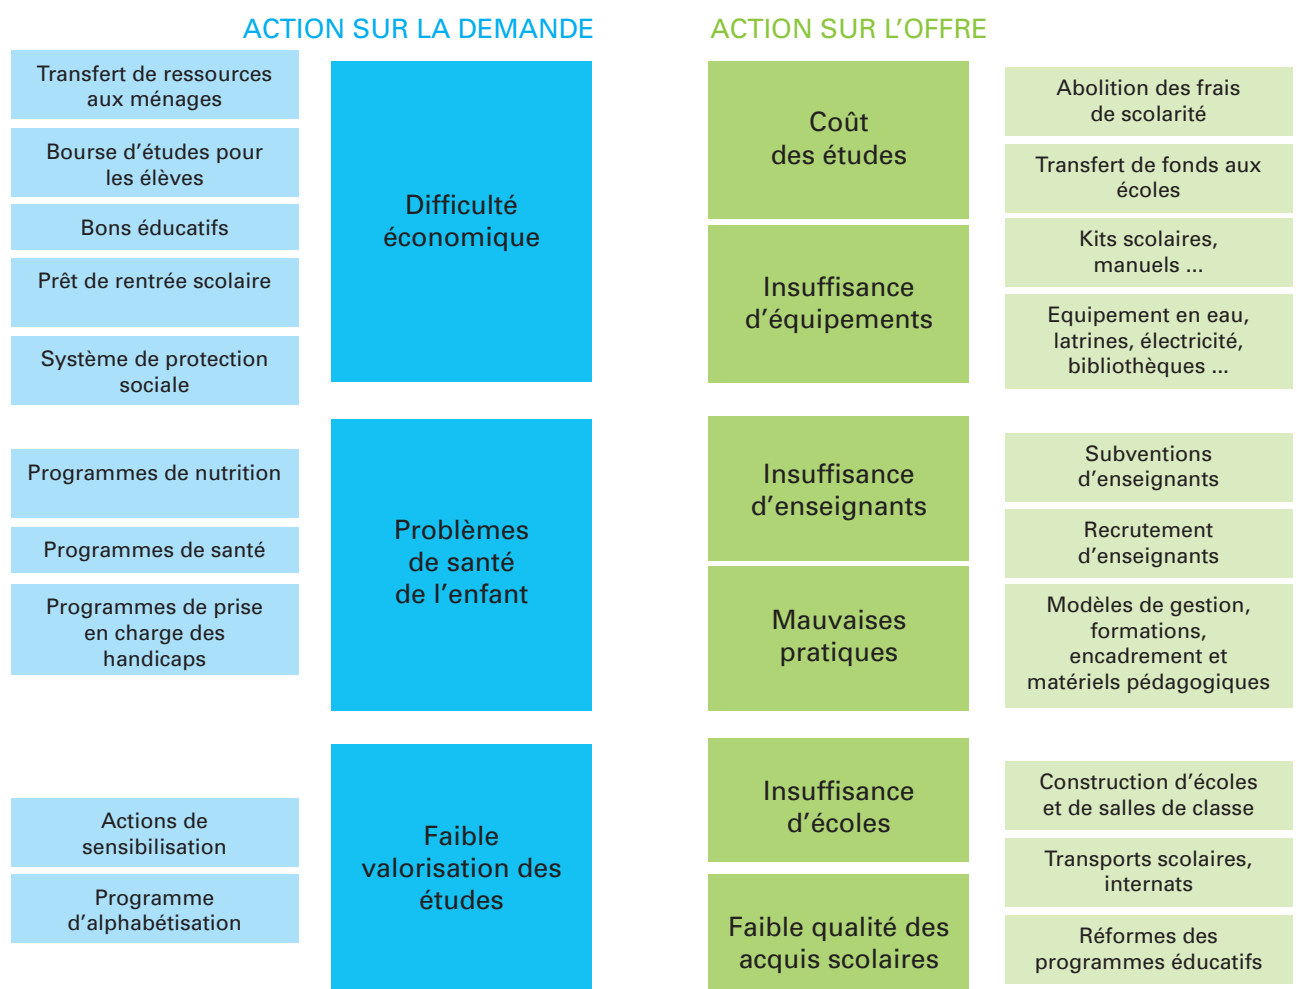 ACTION SUR LA DEMANDE
Transfert de ressources
aux ménages
Bourse d'études pour
les élèves
Bons éducatifs
Prêt de rentrée scolaire
Système de protection
sociale
Difficulté
économique
Programmes de nutrition
Programmes de santé
Programmes de prise
en charge des
handicaps
Problèmes
de santé
de l'enfant
Actions de
sensibilisation
Programme
d'alphabétisation
Faible
valorisation des
études
ACTION SUR L'OFFRE
Coût
des études
Insuffisance
d'équipements
Abolition des frais
de scolarité
Transfert de fonds aux
écoles
Kits scolaires,
manuels ...
Equipement en eau,
latrines, électricité,
bibliothèques ...
Insuffisance
d'enseignants
Mauvaises
pratiques
Subventions
d'enseignants
Recrutement
d'enseignants
Modèles de gestion,
formations,
encadrement et
matériels pédagogiques
Insuffisance
d'écoles
Faible qualité des
acquis scolaires
Construction d'écoles
et de salles de classe
Transports scolaires,
internats
Réformes des
programmes éducatifs